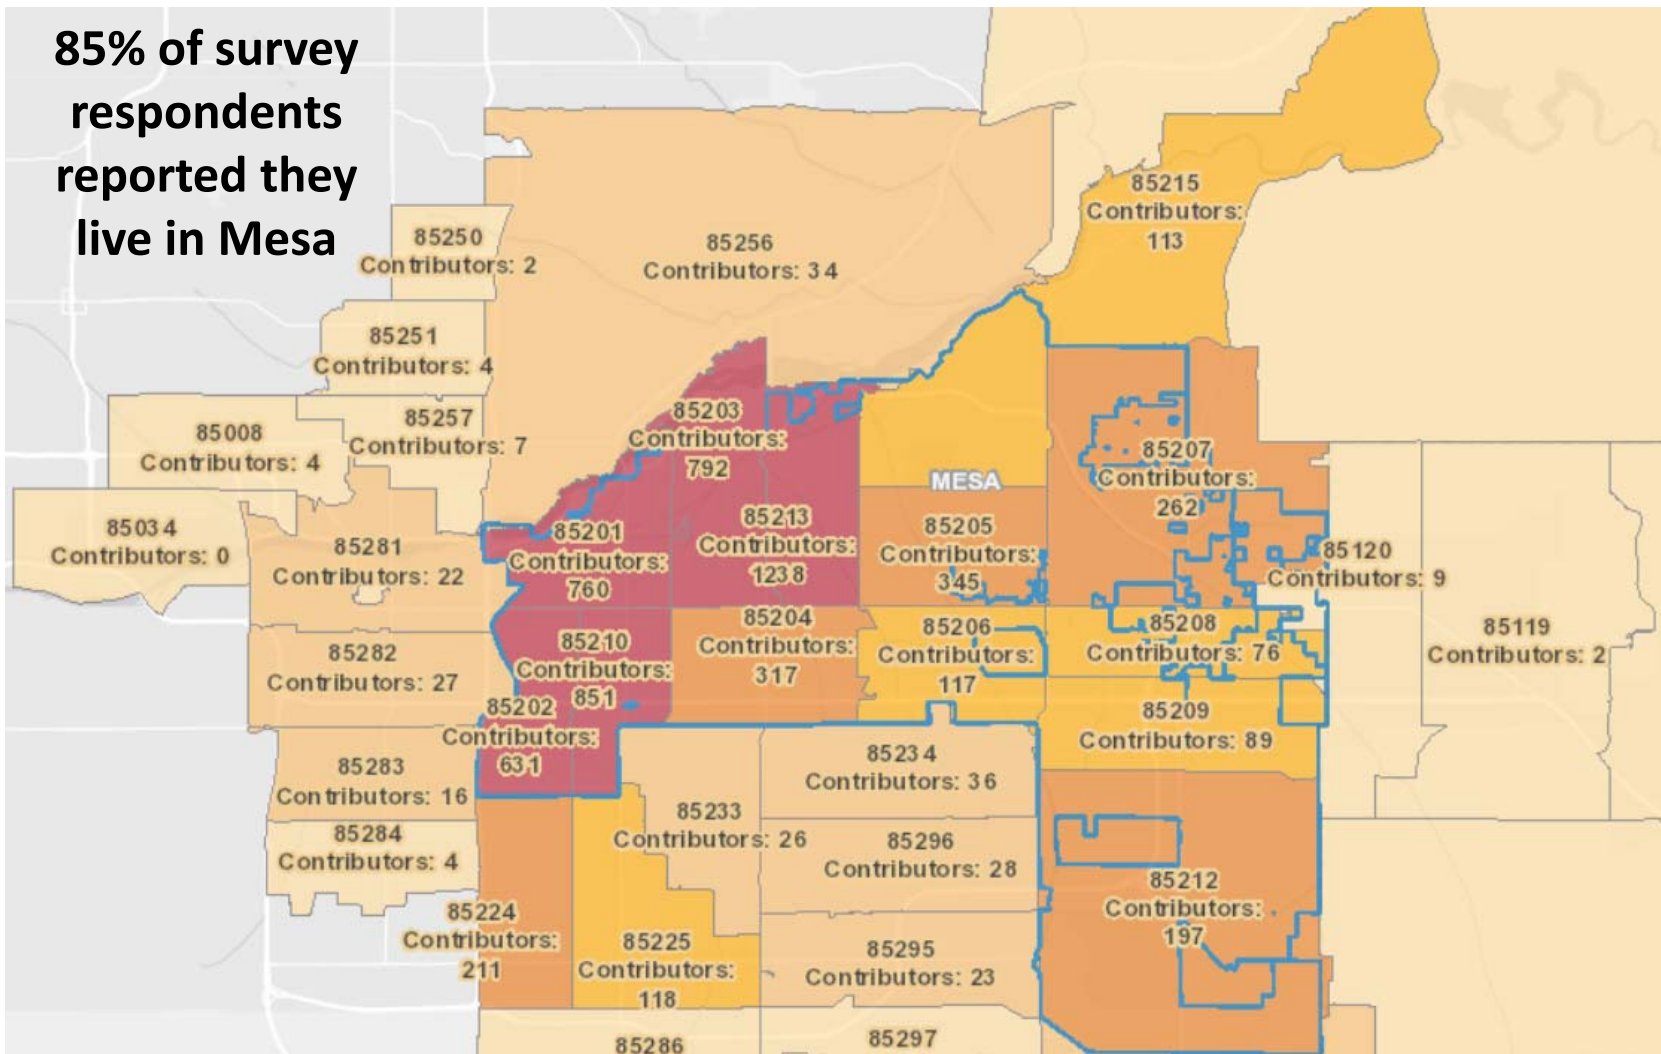 85% of survey
respondents
reported they
live in Mesa
85250
Contributors: 2
85256
Contributors: 34
85215
Contributors:
113
85251
Contributors: 4
85257
Contributors: 7
85008
Contributors: 4
85203
Contributors:
792
85207
Contributors:
262
MESA
85034
Contributors: 0
85281
Contributors: 22
85201
Contributors:
760
85213
Contributors:
1238
85205
Contributors:
345
85120
Contributors: 9
85282
Contributors: 27
85210
Contributors:
851
85204
Contributors:
317
85206
Contributors:
117
85208
Contributors: 76
85119
Contributors: 2
85202
Contributors:
631
85209
Contributors: 89
85283
Contributors: 16
85234
Contributors: 36
85284
Contributors: 4
85233
Contributors: 26
85296
Contributors: 28
85212
Contributors:
197
85224
Contributors:
211
85225
Contributors:
118
85295
Contributors: 23
85286
85297